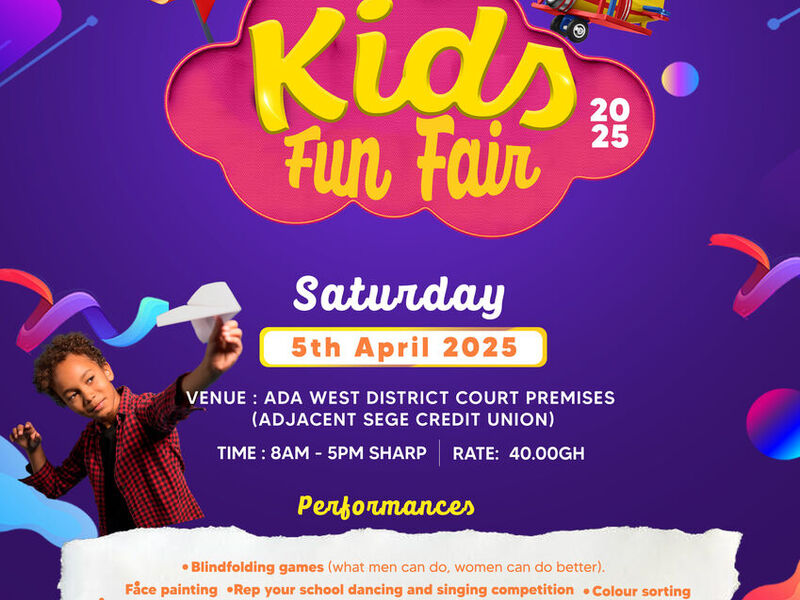 Kids
Fun Fair
20
25
Saturday
5th April 2025
VENUE : ADA WEST DISTRICT COURT PREMISES
(ADJACENT SEGE CREDIT UNION)
TIME : 8AM - 5PM SHARP | RATE: 40.00GH
Performances
•Blindfolding games (what men can do, women can do better).
Face painting •Rep your school dancing and singing competition •Colour sorting